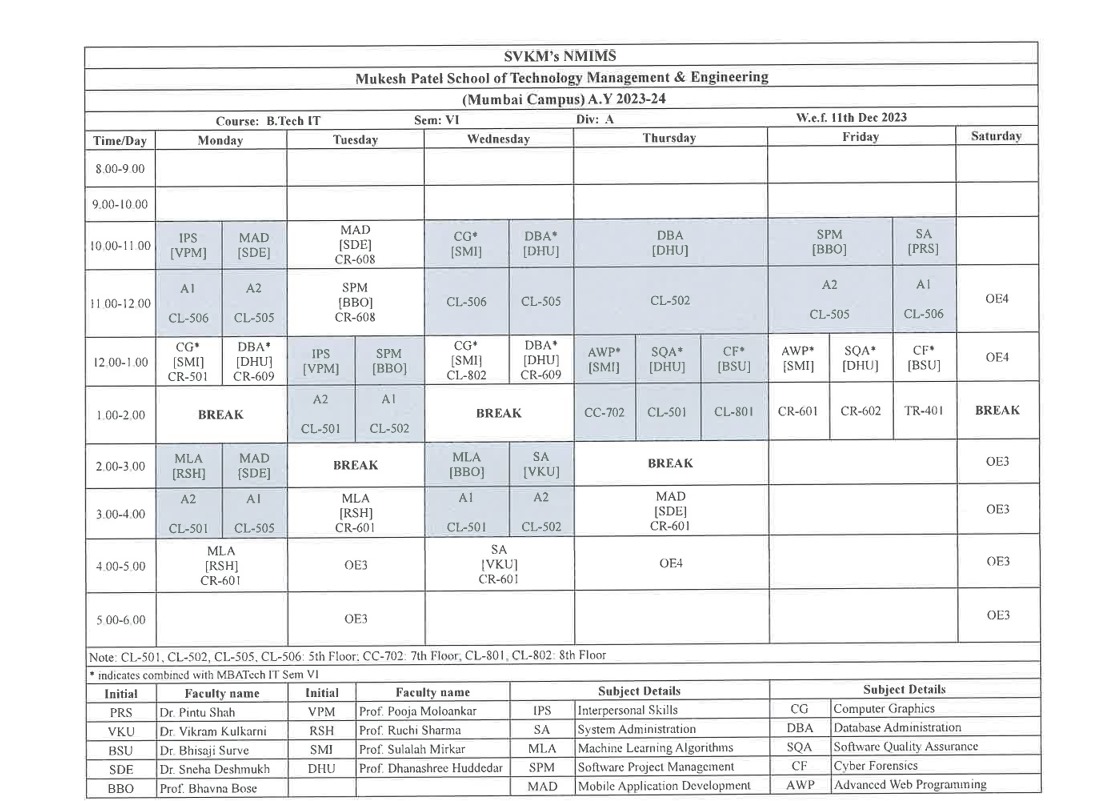 SVKM's NMIMS
Mukesh Patel School of Technology Management & Engineering
(Mumbai Campus) A.Y 2023-24
Course: B.Tech IT Sem: VI Div: A W.e.f. 11th Dec 2023
Time/Day Monday Tuesday Wednesday Thursday Friday Saturday
8.00-9.00
9.00-10.00
10.00-11.00 IPS [VPM] MAD [SDE] MAD [SDE] CR-608 CG* [SMI] DBA* [DHU] DBA [DHU] SPM [BBO] SA [PRS]
11.00-12.00 A1 CL-506 A2 CL-505 SPM [BBO] CR-608 CL-506 CL-505 CL-502 A2 CL-505 A1 CL-506 OE4
12.00-1.00 CG* [SMI] CR-501 DBA* [DHU] CR-609 IPS [VPM] SPM [BBO] CG* [SMI] CL-802 DBA* [DHU] CR-609 AWP* [SMI] SQA* [DHU] CF* [BSU] AWP* [SMI] SQA* [DHU] CF* [BSU] OE4
1.00-2.00 BREAK A2 CL-501 A1 CL-502 BREAK CC-702 CL-501 CL-801 CR-601 CR-602 TR-401 BREAK
2.00-3.00 MLA [RSH] MAD [SDE] BREAK MLA [BBO] SA [VKU] BREAK OE3
3.00-4.00 A2 CL-501 A1 CL-505 MLA [RSH] CR-601 A1 CL-501 A2 CL-502 MAD [SDE] CR-601 OE3
4.00-5.00 MLA [RSH] CR-601 OE3 SA [VKU] CR-601 OE4 OE3
5.00-6.00 OE3 OE3
Note: CL-501, CL-502, CL-505, CL-506: 5th Floor; CC-702: 7th Floor; CL-801, CL-802: 8th Floor
* indicates combined with MBATech IT Sem VI
Initial Faculty name Initial Faculty name Subject Details Subject Details
PRS Dr. Pintu Shah VPM Prof. Pooja Moloankar IPS Interpersonal Skills CG Computer Graphics
VKU Dr. Vikram Kulkarni RSH Prof. Ruchi Sharma SA System Administration DBA Database Administration
BSU Dr. Bhisaji Surve SMI Prof. Sulalah Mirkar MLA Machine Learning Algorithms SQA Software Quality Assurance
SDE Dr. Sneha Deshmukh DHU Prof. Dhanashree Huddedar SPM Software Project Management CF Cyber Forensics
BBO Prof. Bhavna Bose MAD Mobile Application Development AWP Advanced Web Programming